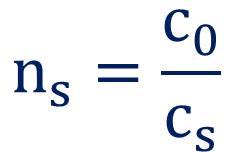 n_s = c_0 / c_s